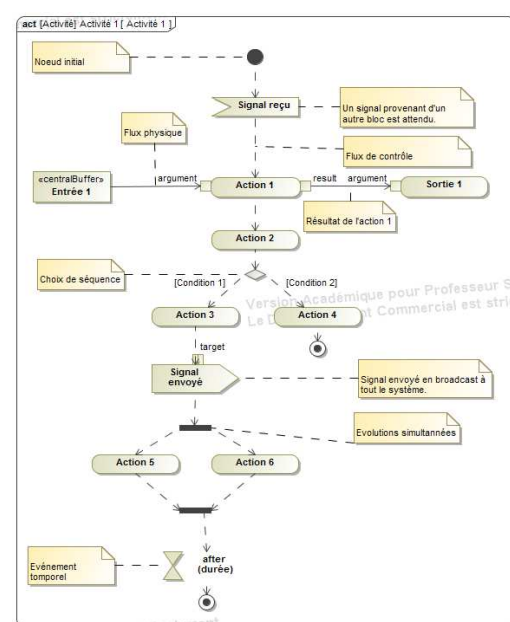 act [Activité] Activité 1 [ Activité 1 ]
Noeud initial
Signal reçu
Un signal provenant d'un
autre bloc est attendu.
Flux physique
Flux de contrôle
«centralBuffer»
Entrée 1
argument
Action 1
result
argument
Sortie 1
Résultat de l'action 1
Action 2
Choix de séquence
[Condition 1]
[Condition 2]
Version Académique pour Professeur S
Action 3
Action 4
Commercial est stri
target
Signal
envoyé
Signal envoyé en broadcast à
tout le système.
Evolutions simultannées
Action 5
Action 6
Evénement
temporel
after
(durée)